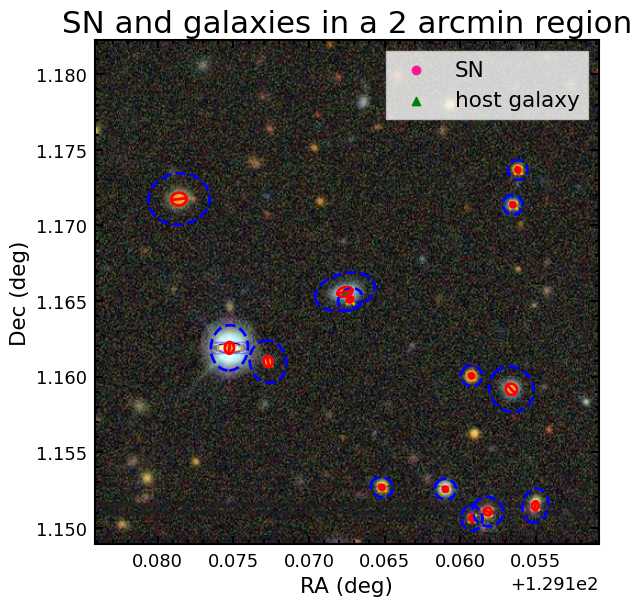 SN and galaxies in a 2 arcmin region
SN
host galaxy
1.180
1.175
1.170
1.165
1.160
1.155
1.150
Dec (deg)
0.080 0.075 0.070 0.065 0.060 0.055
RA (deg)
+1.291e2